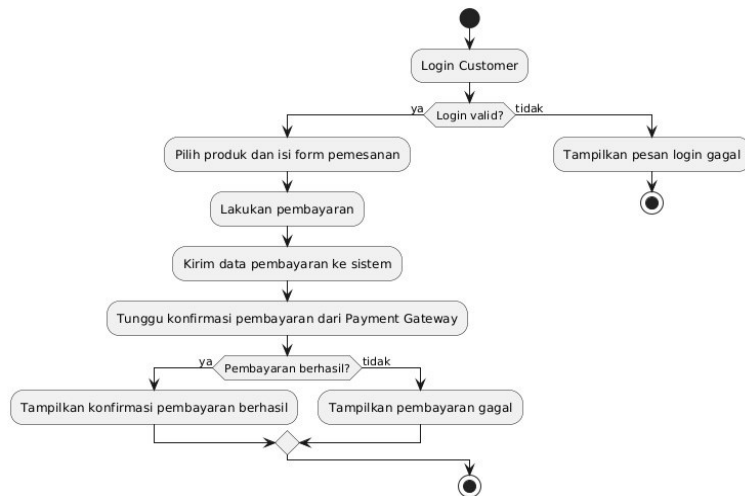 Login Customer
ya
Login valid?
tidak
Pilih produk dan isi form pemesanan
Tampilkan pesan login gagal
Lakukan pembayaran
Kirim data pembayaran ke sistem
Tunggu konfirmasi pembayaran dari Payment Gateway
ya
Pembayaran berhasil?
tidak
Tampilkan konfirmasi pembayaran berhasil
Tampilkan pembayaran gagal